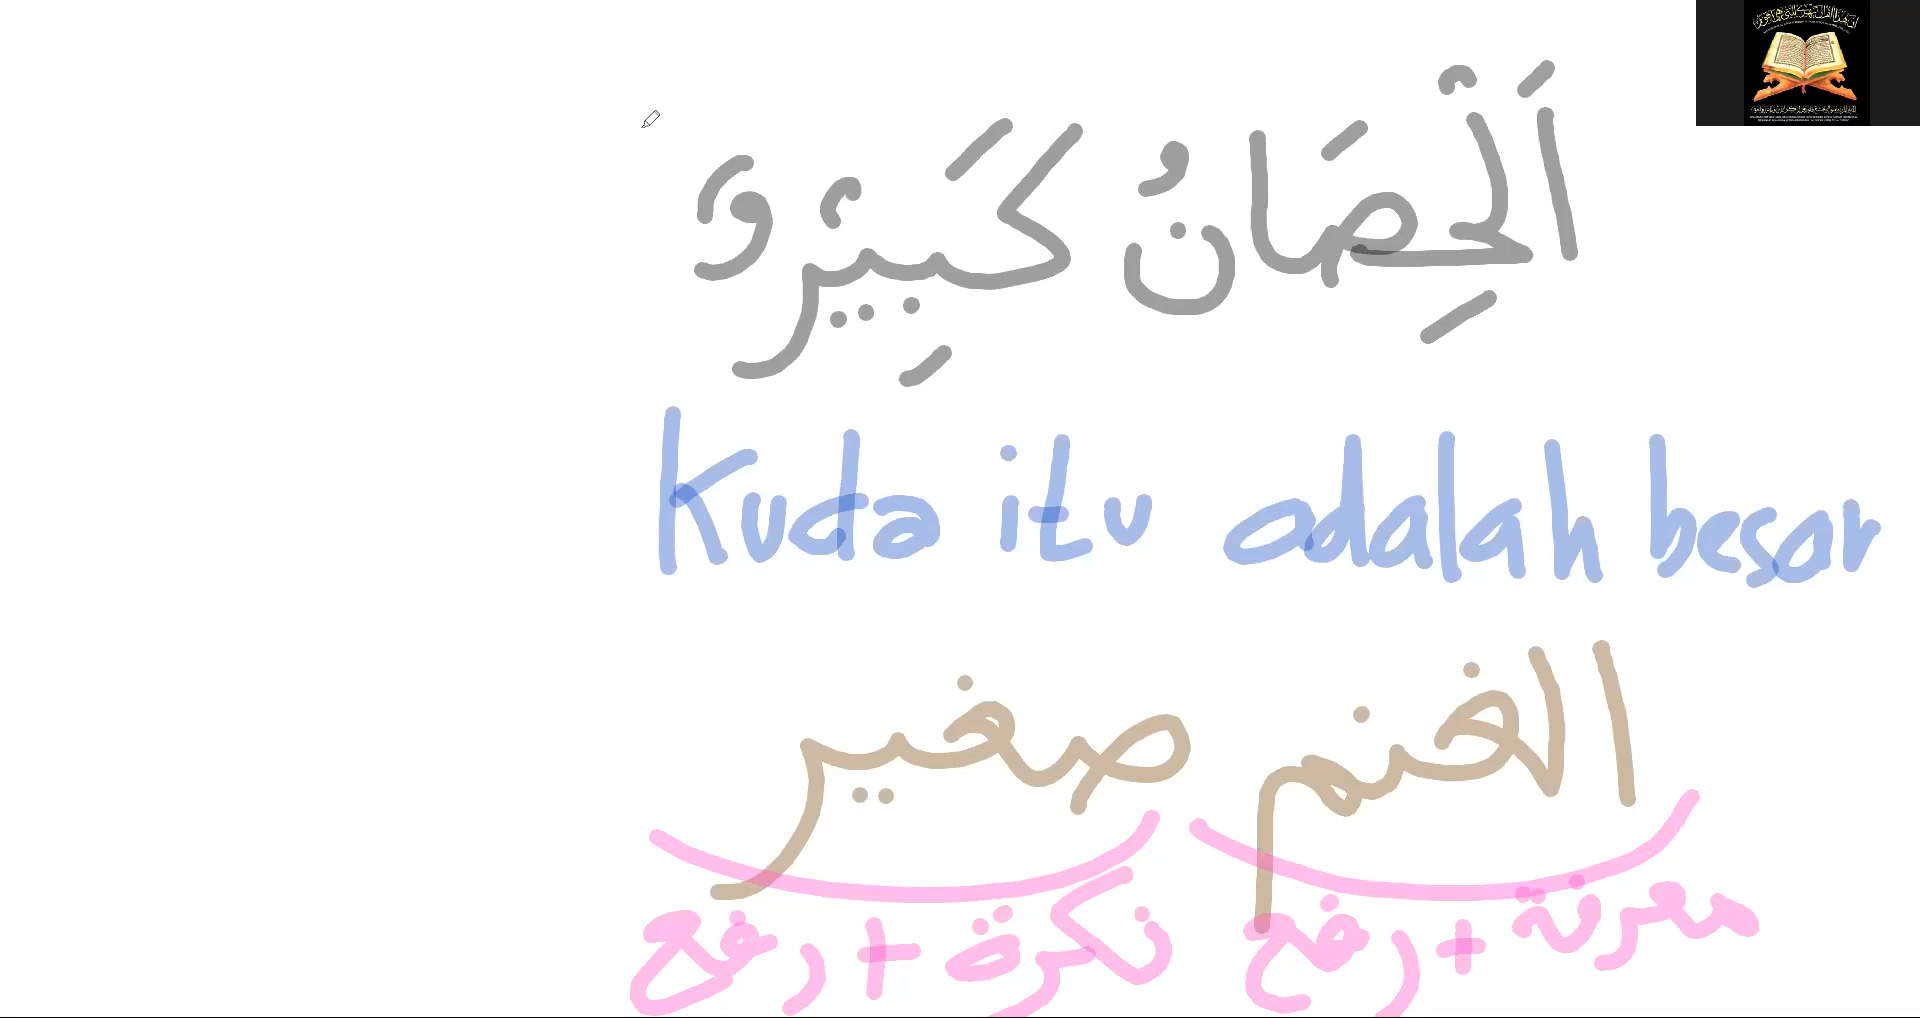 اَلْحِصَانُ كَبِيْرٌ
Kuda itu adalah besar
الغنم صغير
معرفة + رفع نكرة + رفع